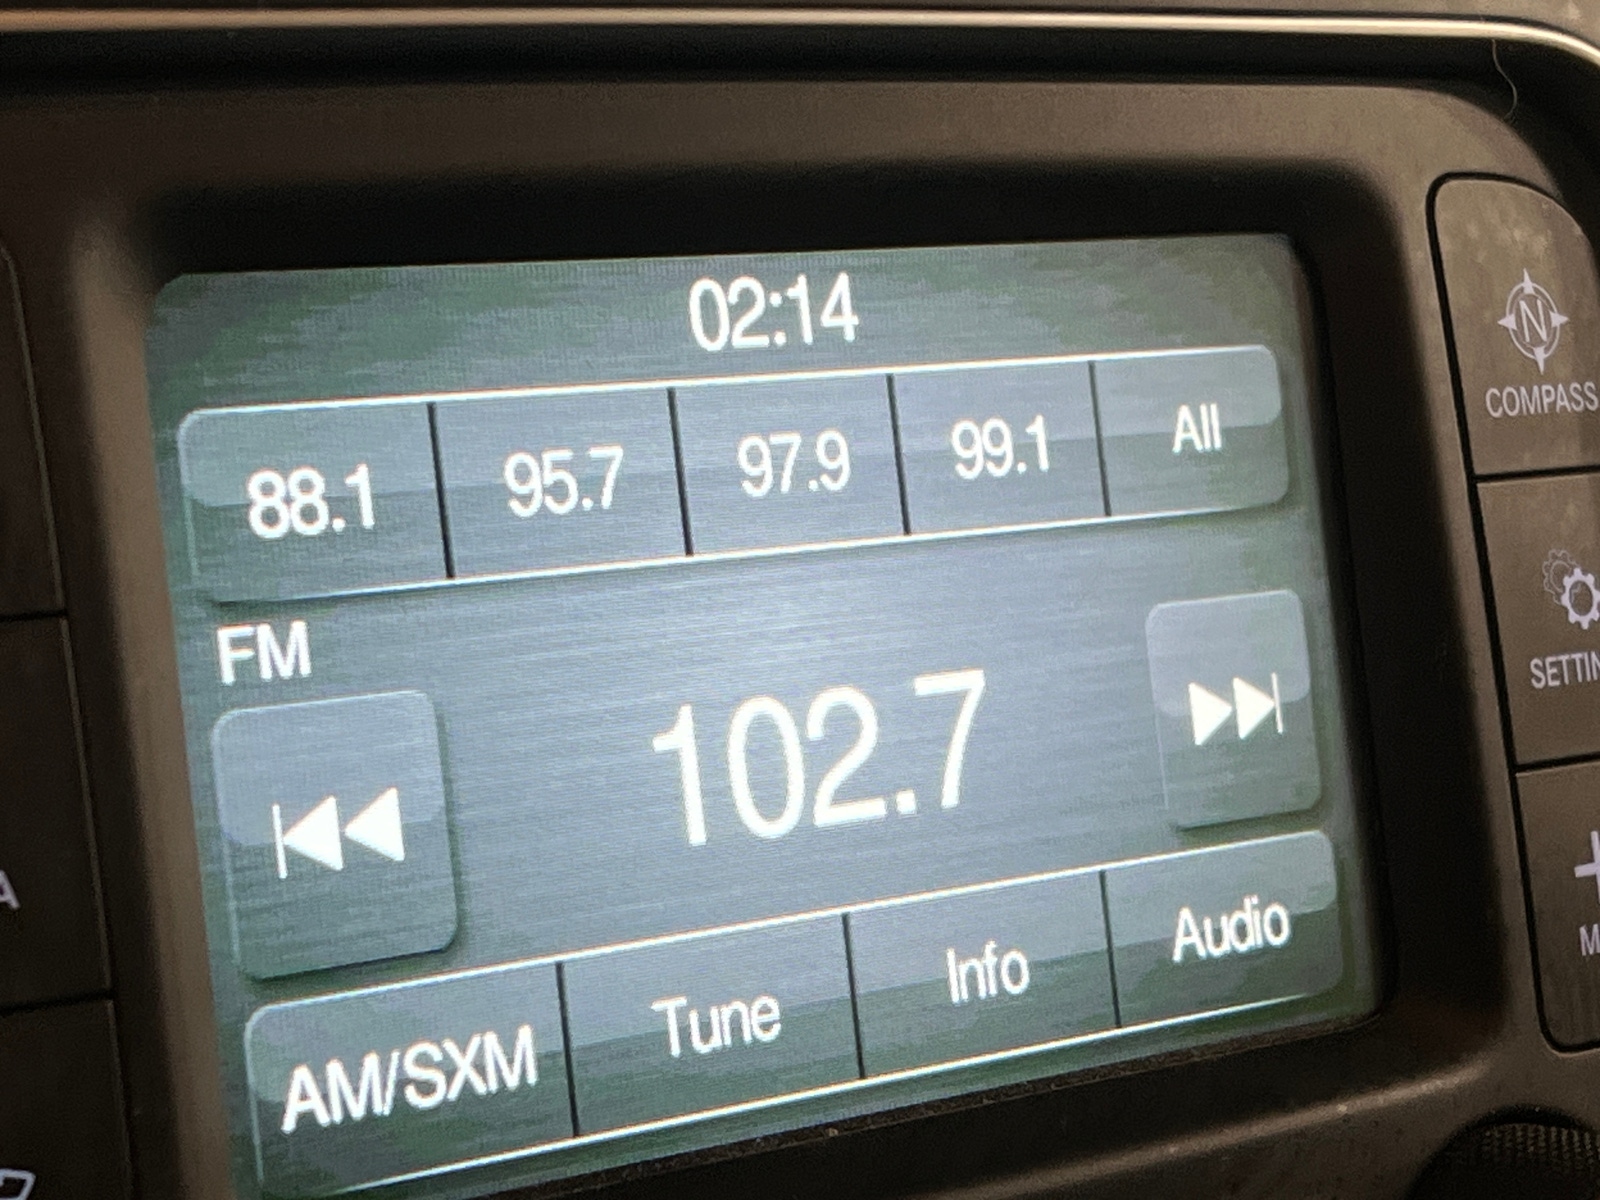 02:14
88.1 95.7 97.9 99.1 All
FM
102.7
AM/SXM Tune Info Audio
N
COMPASS
SETTIN
M
A